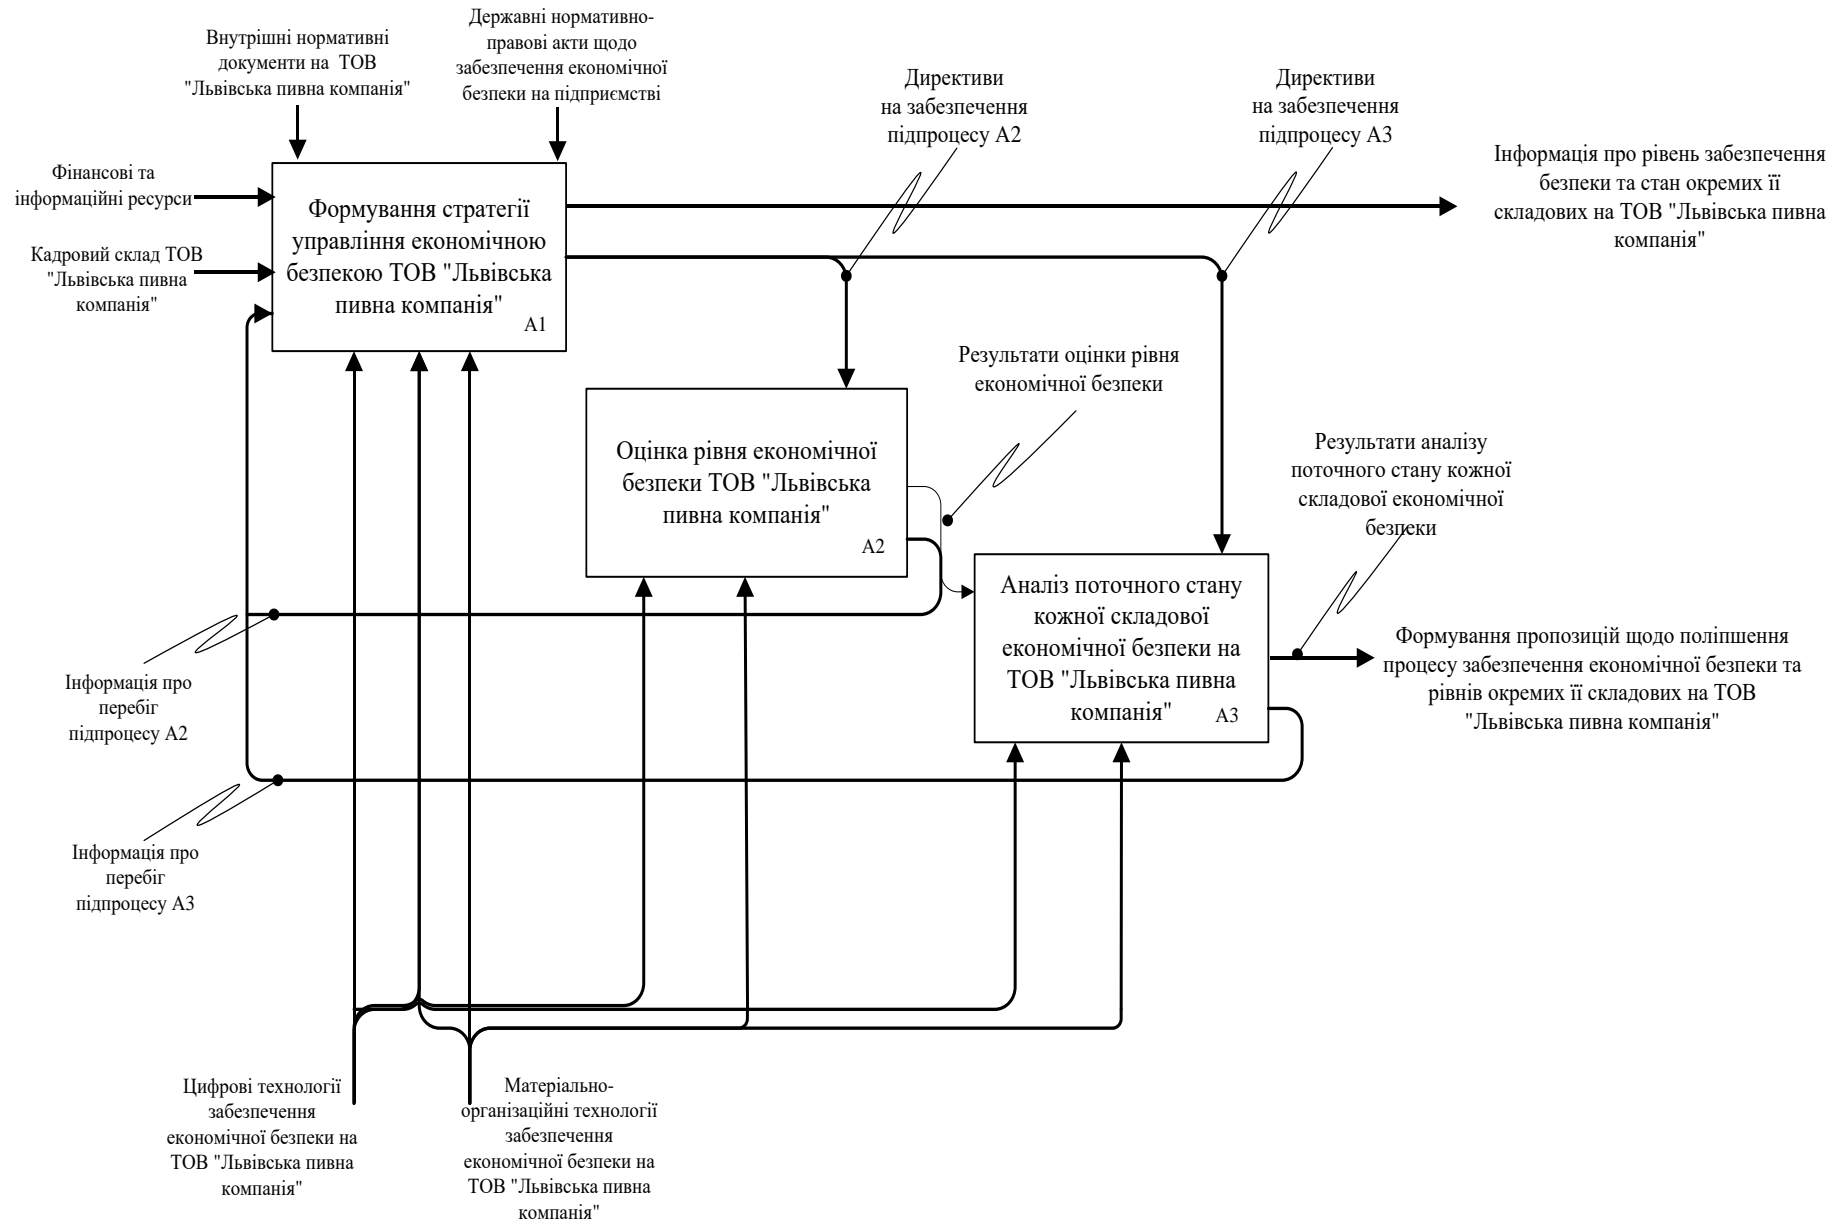 Внутрішні нормативні
документи на ТОВ
"Львівська пивна компанія"
Державні нормативно-
правові акти щодо
забезпечення економічної
безпеки на підприємстві
Директиви
на забезпечення
підпроцесу А2
Директиви
на забезпечення
підпроцесу А3
Фінансові та
інформаційні ресурси
Кадровий склад ТОВ
"Львівська пивна
компанія"
Формування стратегії
управління економічною
безпекою ТОВ "Львівська
пивна компанія"
А1
Інформація про рівень забезпечення
безпеки та стан окремих її
складових на ТОВ "Львівська пивна
компанія"
Результати оцінки рівня
економічної безпеки
Оцінка рівня економічної
безпеки ТОВ "Львівська
пивна компанія"
А2
Результати аналізу
поточного стану кожної
складової економічної
безпеки
Аналіз поточного стану
кожної складової
економічної безпеки на
ТОВ "Львівська пивна
компанія"
А3
Формування пропозицій щодо поліпшення
процесу забезпечення економічної безпеки та
рівнів окремих її складових на ТОВ
"Львівська пивна компанія"
Інформація про
перебіг
підпроцесу А2
Інформація про
перебіг
підпроцесу А3
Цифрові технології
забезпечення
економічної безпеки на
ТОВ "Львівська пивна
компанія"
Матеріально-
організаційні технології
забезпечення
економічної безпеки на
ТОВ "Львівська пивна
компанія"